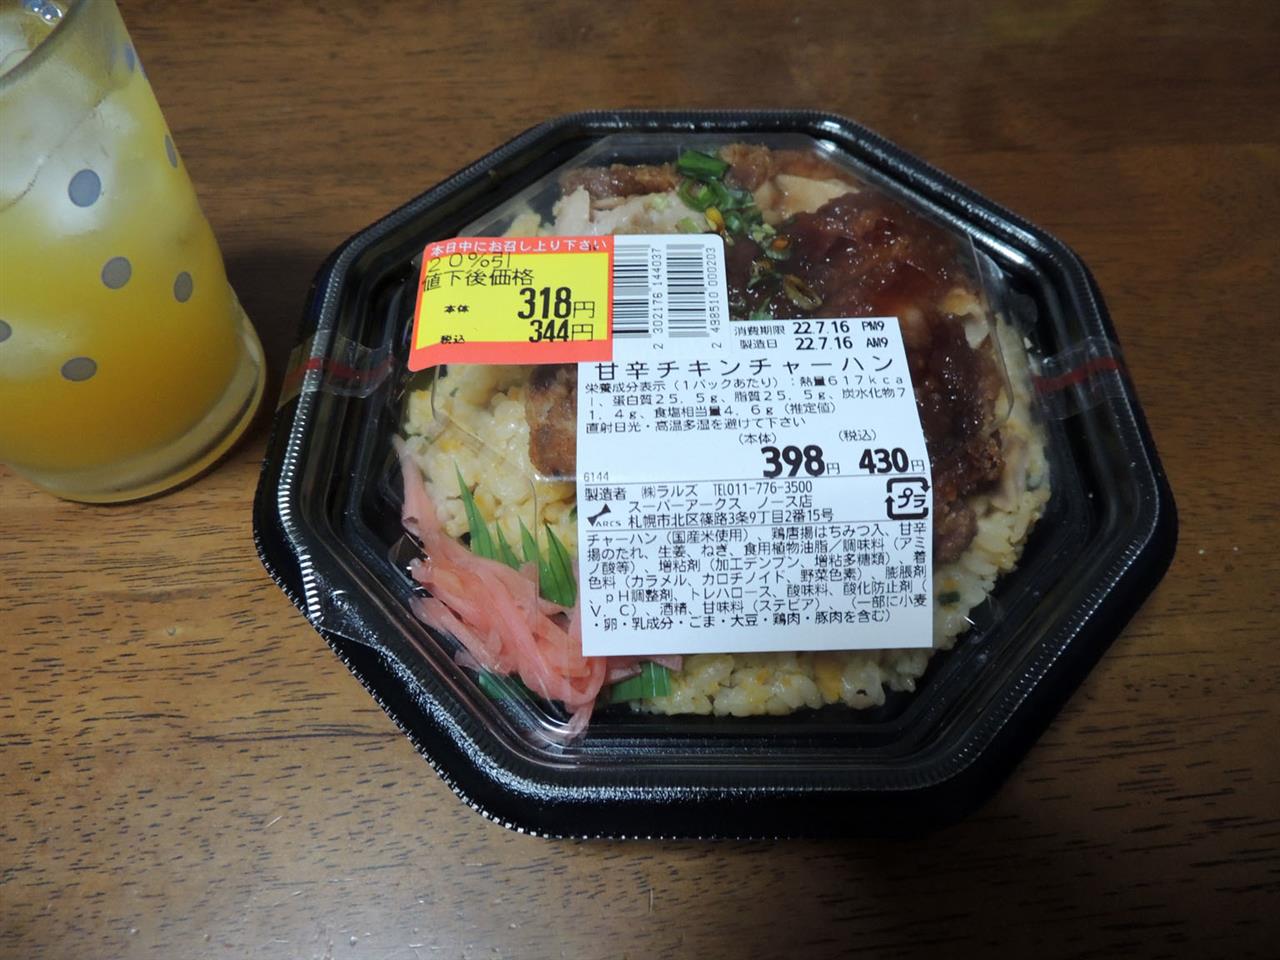 本日中にお召し上り下さい
20%引
値下後価格
本体 318円
税込 344円
2 302176 144037
2 498510 000203
消費期限 22.7.16 PM9
製造日 22.7.16 AM9
甘辛チキンチャーハン
栄養成分表示（1パックあたり）：熱量617kca
l、蛋白質25.5g、脂質25.5g、炭水化物7
1.4g、食塩相当量4.6g（推定値）
直射日光・高温多湿を避けて下さい
（本体） （税込）
398円 430円
6144
プラ
製造者 ㈱ラルズ TEL011-776-3500
スーパーアークス ノース店
ARCS 札幌市北区篠路3条9丁目2番15号
チャーハン（国産米使用）、鶏唐揚はちみつ入、甘辛
揚のたれ、生姜、ねぎ、食用植物油脂／調味料（アミ
ノ酸等）、増粘剤（加工デンプン、増粘多糖類）、着
色料（カラメル、カロチノイド、野菜色素）、膨脹剤
、pH調整剤、トレハロース、酸味料、酸化防止剤（
V.C）、酒精、甘味料（ステビア）、（一部に小麦
・卵・乳成分・ごま・大豆・鶏肉・豚肉を含む）